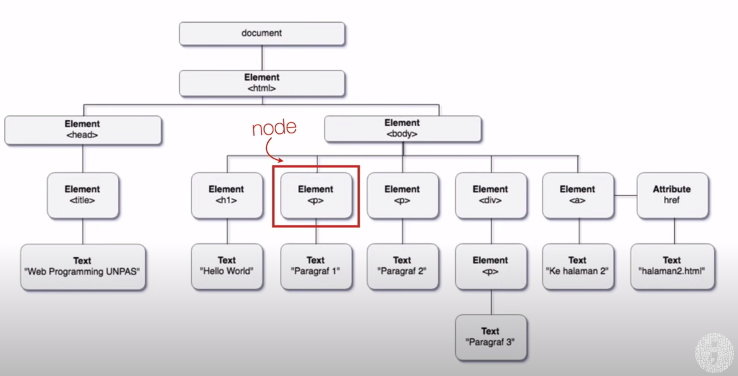 document
Element
<html>
Element
<head>
node
Element
<body>
Element
<title>
Element
<h1>
Element
<p>
Element
<p>
Element
<div>
Element
<a>
Attribute
href
Text
"Web Programming UNPAS"
Text
"Hello World"
Text
"Paragraf 1"
Text
"Paragraf 2"
Element
<p>
Text
"Ke halaman 2"
Text
"halaman2.html"
Text
"Paragraf 3"